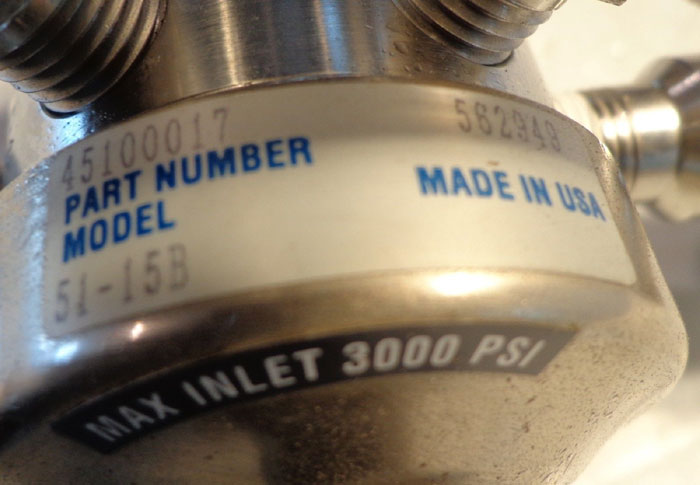 45100017 562948
PART NUMBER MADE IN USA
MODEL
51-15B
MAX INLET 3000 PSI